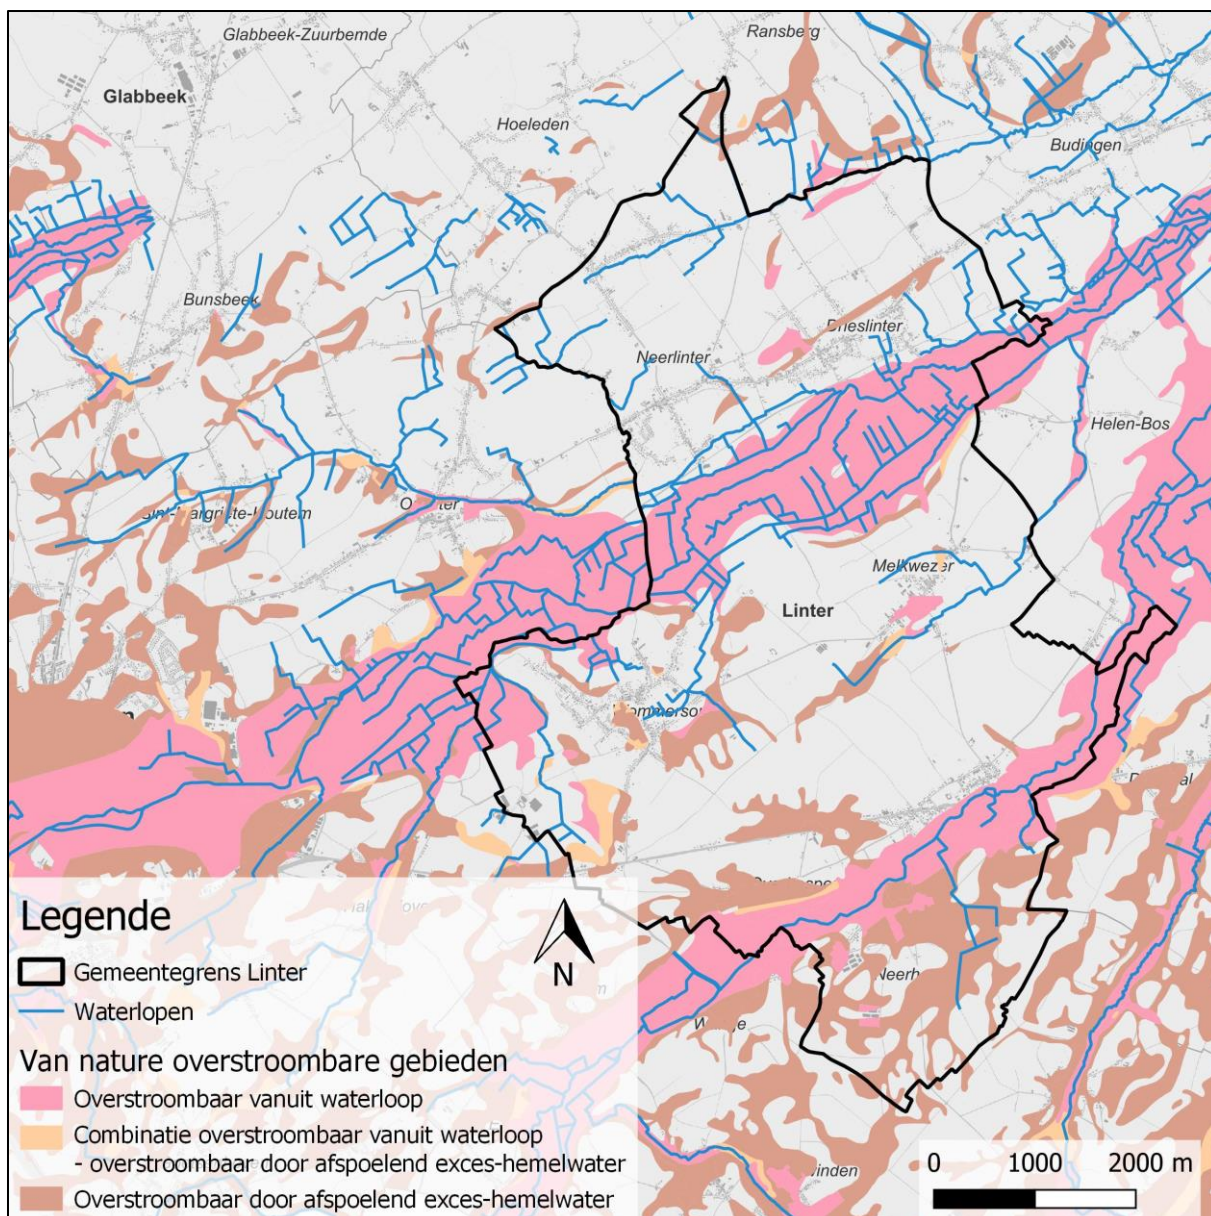 Glabbeek-Zuurbemde
Ransberg
Glabbeek
Hoeleden
Budingen
Bunsbeek
Drieslinter
Neerlinter
Helen-Bos
Melkwezer
Linter
Legende
Gemeentegrens Linter
Waterlopen
N
Van nature overstroombare gebieden
Overstroombaar vanuit waterloop
Combinatie overstroombaar vanuit waterloop
- overstroombaar door afspoelend exces-hemelwater
Overstroombaar door afspoelend exces-hemelwater
0 1000 2000 m